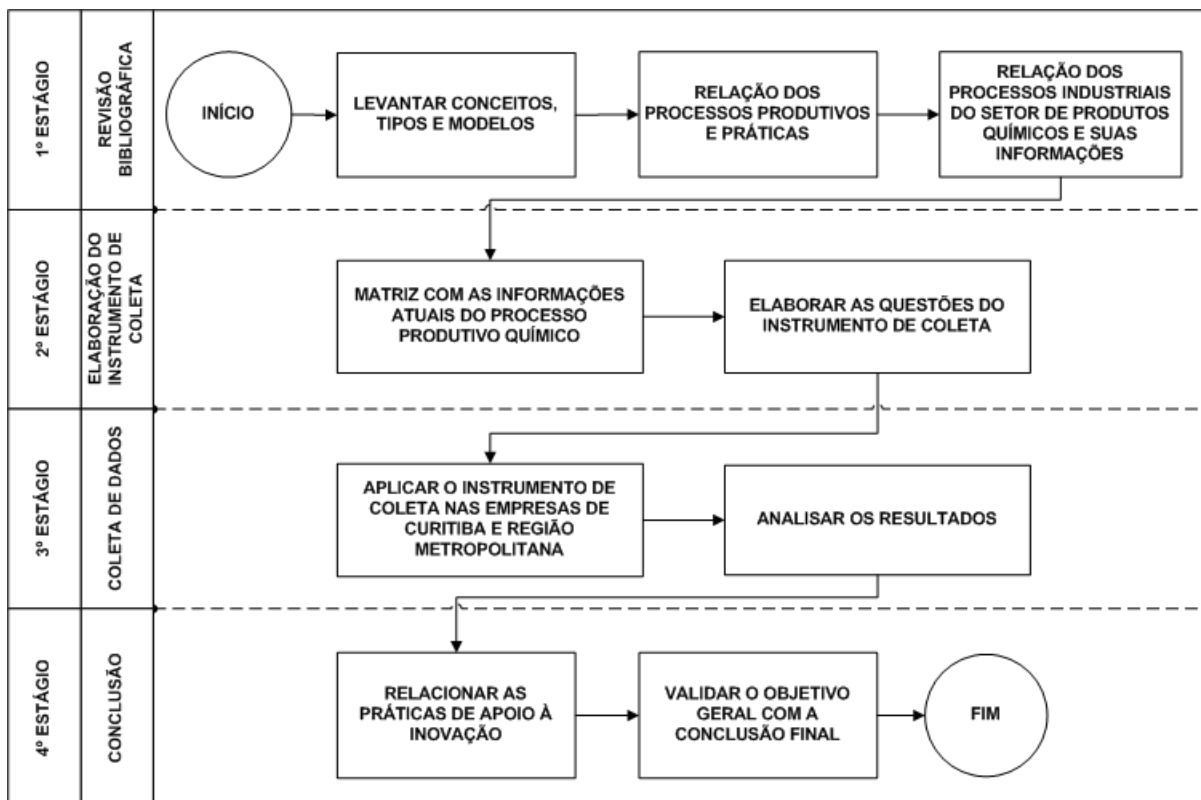 1º ESTÁGIO
REVISÃO
BIBLIOGRÁFICA
INÍCIO
LEVANTAR CONCEITOS,
TIPOS E MODELOS
RELAÇÃO DOS
PROCESSOS PRODUTIVOS
E PRÁTICAS
RELAÇÃO DOS
PROCESSOS INDUSTRIAIS
DO SETOR DE PRODUTOS
QUÍMICOS E SUAS
INFORMAÇÕES
2º ESTÁGIO
ELABORAÇÃO DO
INSTRUMENTO DE
COLETA
MATRIZ COM AS INFORMAÇÕES
ATUAIS DO PROCESSO
PRODUTIVO QUÍMICO
ELABORAR AS QUESTÕES DO
INSTRUMENTO DE COLETA
3º ESTÁGIO
COLETA DE DADOS
APLICAR O INSTRUMENTO DE
COLETA NAS EMPRESAS DE
CURITIBA E REGIÃO
METROPOLITANA
ANALISAR OS RESULTADOS
4º ESTÁGIO
CONCLUSÃO
RELACIONAR AS
PRÁTICAS DE APOIO À
INOVAÇÃO
VALIDAR O OBJETIVO
GERAL COM A
CONCLUSÃO FINAL
FIM